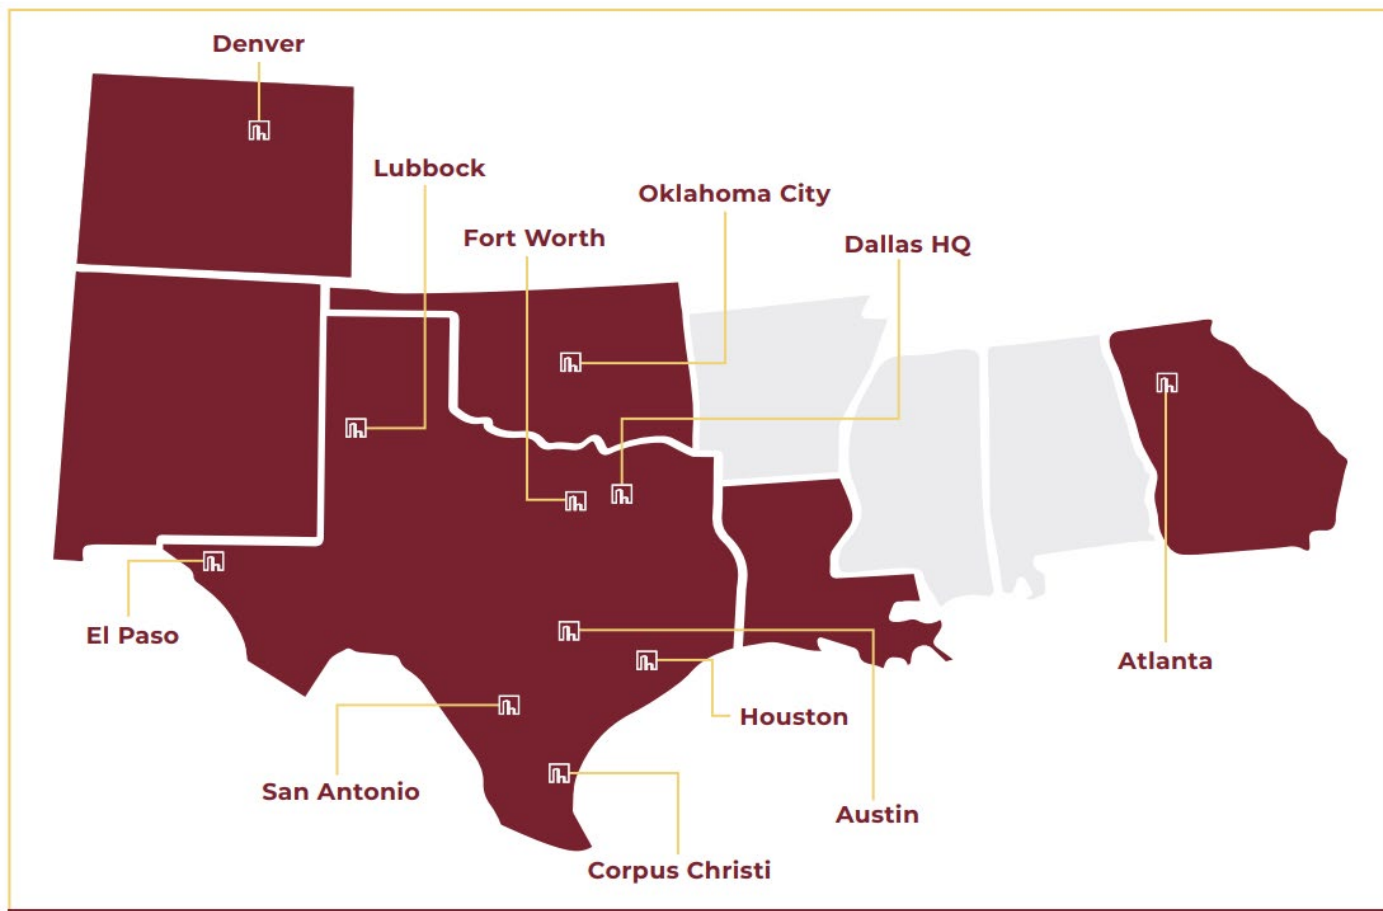 Denver
Lubbock
Oklahoma City
Fort Worth
Dallas HQ
El Paso
Atlanta
Houston
San Antonio
Austin
Corpus Christi